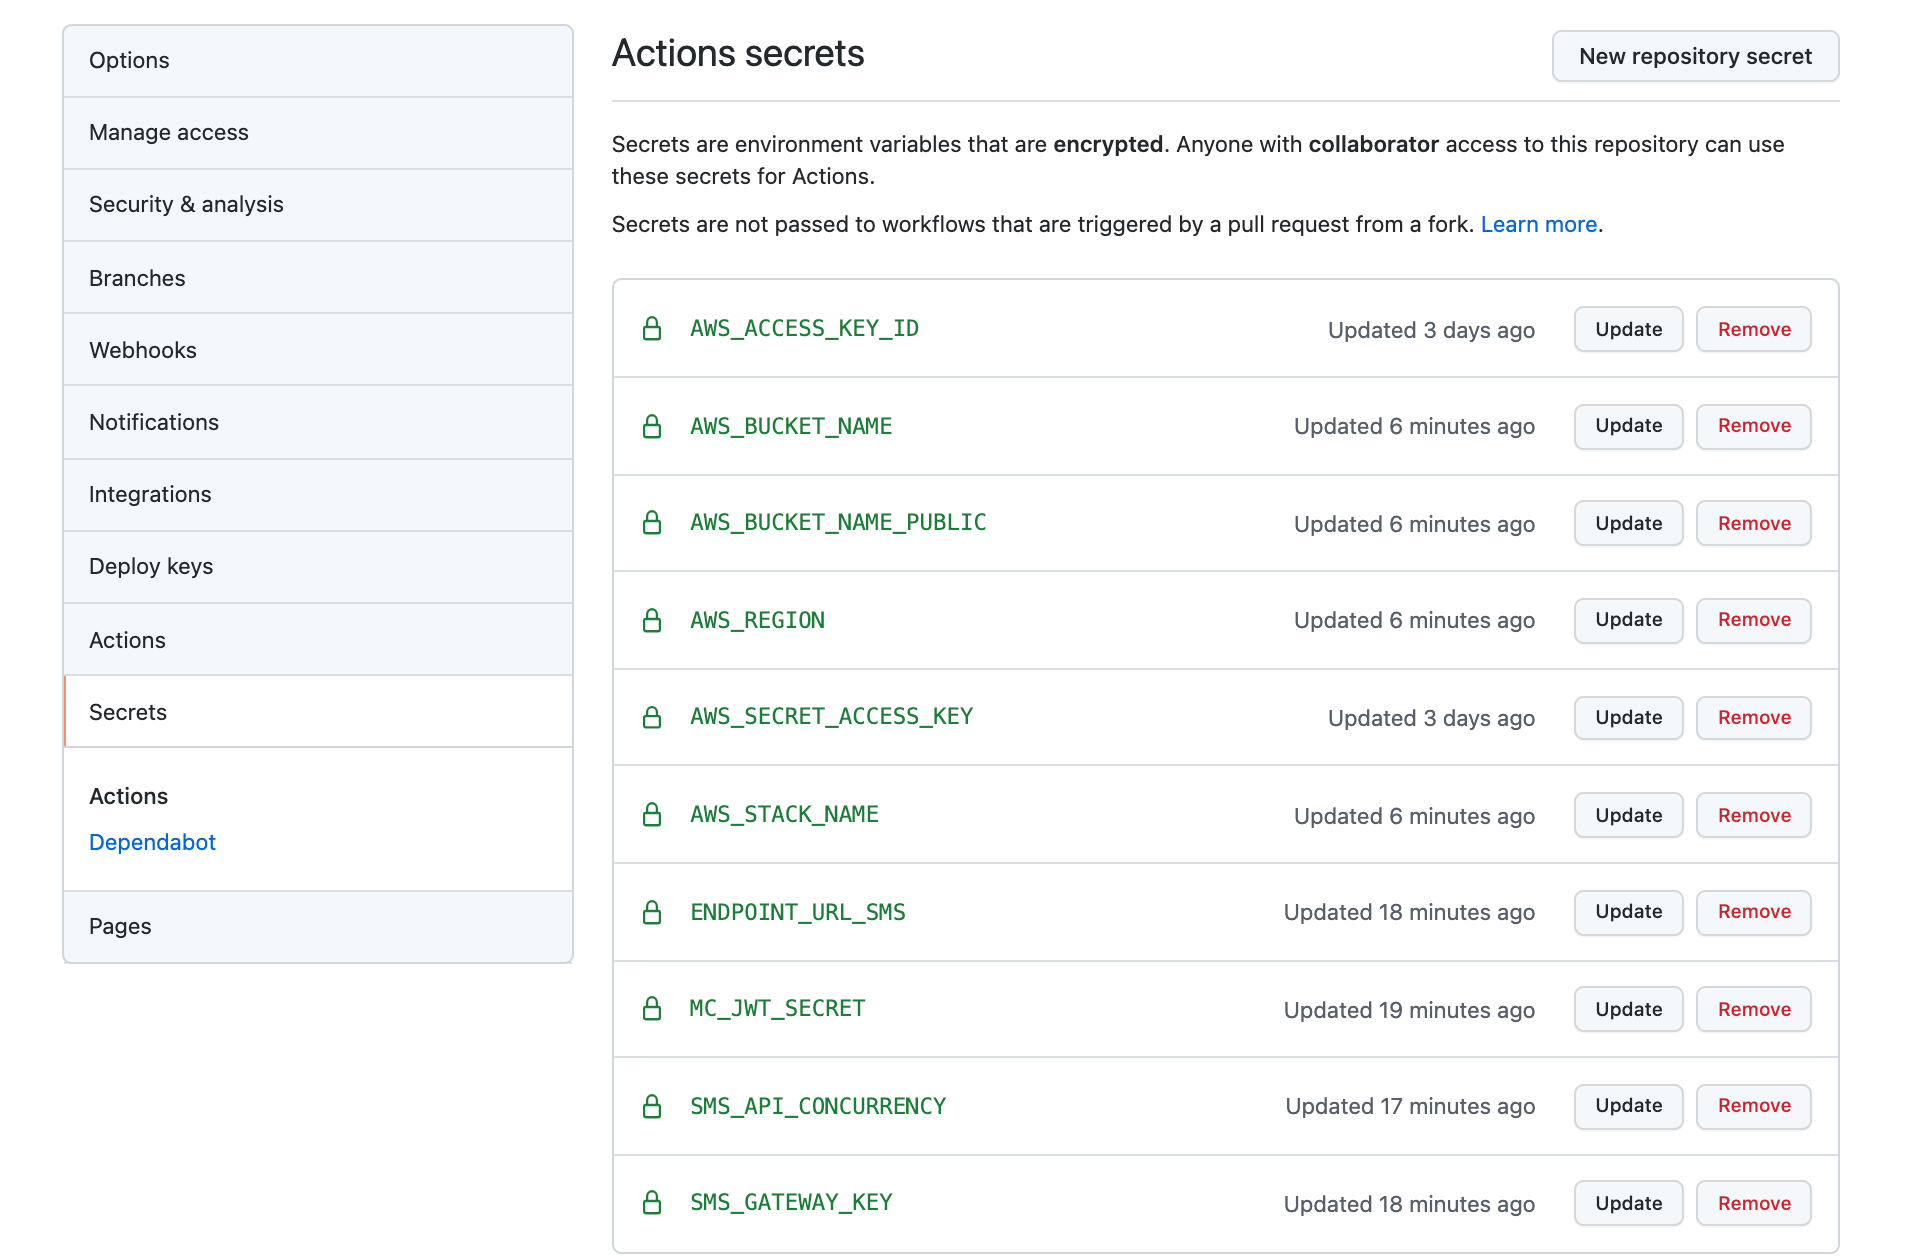 Options
Manage access
Security & analysis
Branches
Webhooks
Notifications
Integrations
Deploy keys
Actions
Secrets
Actions
Dependabot
Pages
Actions secrets
New repository secret
Secrets are environment variables that are encrypted. Anyone with collaborator access to this repository can use
these secrets for Actions.
Secrets are not passed to workflows that are triggered by a pull request from a fork. Learn more.
AWS_ACCESS_KEY_ID Updated 3 days ago Update Remove
AWS_BUCKET_NAME Updated 6 minutes ago Update Remove
AWS_BUCKET_NAME_PUBLIC Updated 6 minutes ago Update Remove
AWS_REGION Updated 6 minutes ago Update Remove
AWS_SECRET_ACCESS_KEY Updated 3 days ago Update Remove
AWS_STACK_NAME Updated 6 minutes ago Update Remove
ENDPOINT_URL_SMS Updated 18 minutes ago Update Remove
MC_JWT_SECRET Updated 19 minutes ago Update Remove
SMS_API_CONCURRENCY Updated 17 minutes ago Update Remove
SMS_GATEWAY_KEY Updated 18 minutes ago Update Remove